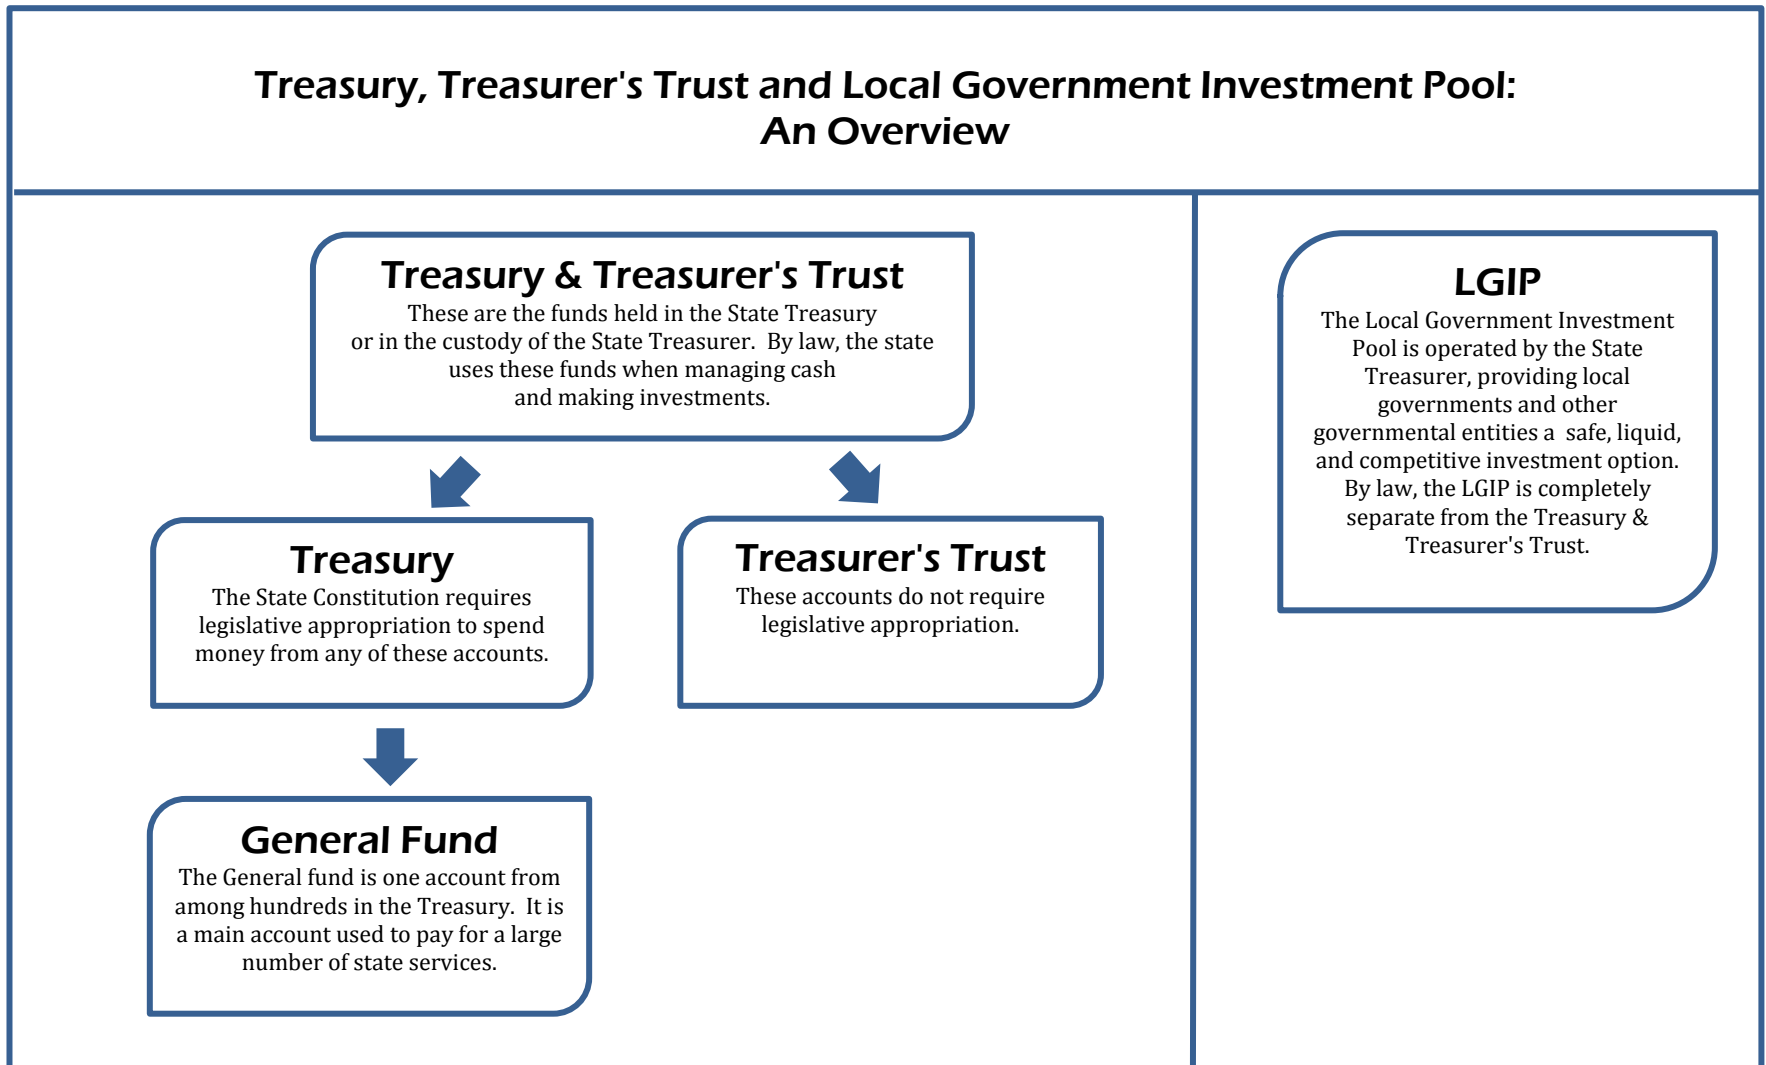 Treasury, Treasurer's Trust and Local Government Investment Pool:
An Overview
Treasury & Treasurer's Trust
These are the funds held in the State Treasury
or in the custody of the State Treasurer.  By law, the state
uses these funds when managing cash
and making investments.
Treasury
The State Constitution requires
legislative appropriation to spend
money from any of these accounts.
Treasurer's Trust
These accounts do not require
legislative appropriation.
General Fund
The General fund is one account from
among hundreds in the Treasury.  It is
a main account used to pay for a large
number of state services.
LGIP
The Local Government Investment
Pool is operated by the State
Treasurer, providing local
governments and other
governmental entities a  safe, liquid,
and competitive investment option.
By law, the LGIP is completely
separate from the Treasury &
Treasurer's Trust.